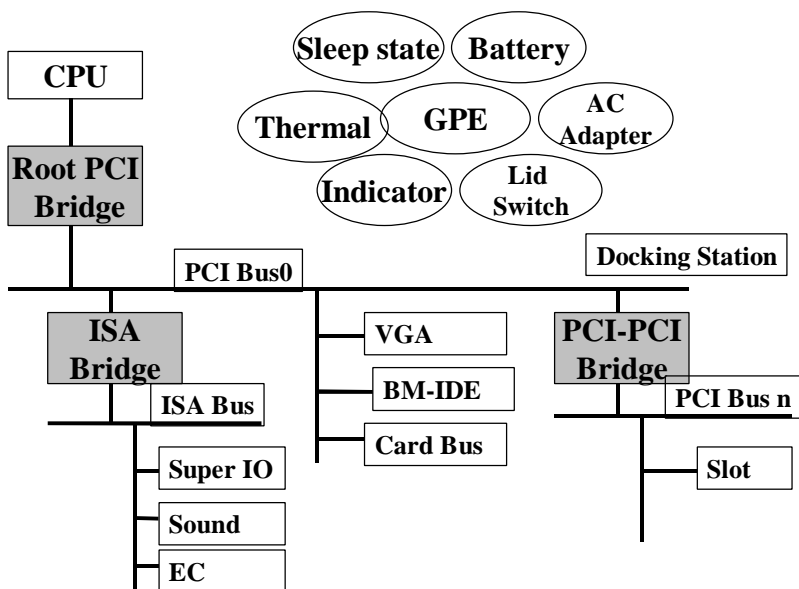 CPU
Sleep state
Battery
Thermal
GPE
AC
Adapter
Root PCI
Bridge
Indicator
Lid
Switch
Docking Station
PCI Bus0
ISA
Bridge
VGA
PCI-PCI
Bridge
BM-IDE
PCI Bus n
ISA Bus
Card Bus
Super IO
Slot
Sound
EC